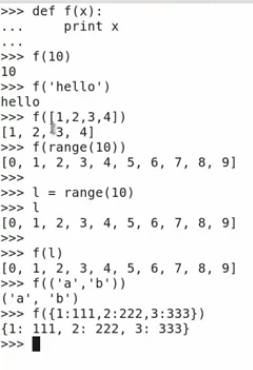 >>> def f(x):
...     print x
...
>>> f(10)
10
>>> f('hello')
hello
>>> f([1,2,3,4])
[1, 2, 3, 4]
>>> f(range(10))
[0, 1, 2, 3, 4, 5, 6, 7, 8, 9]
>>>
>>> l = range(10)
>>> l
[0, 1, 2, 3, 4, 5, 6, 7, 8, 9]
>>>
>>> f(l)
[0, 1, 2, 3, 4, 5, 6, 7, 8, 9]
>>> f(('a','b'))
('a', 'b')
>>> f({1:111,2:222,3:333})
{1: 111, 2: 222, 3: 333}
>>>